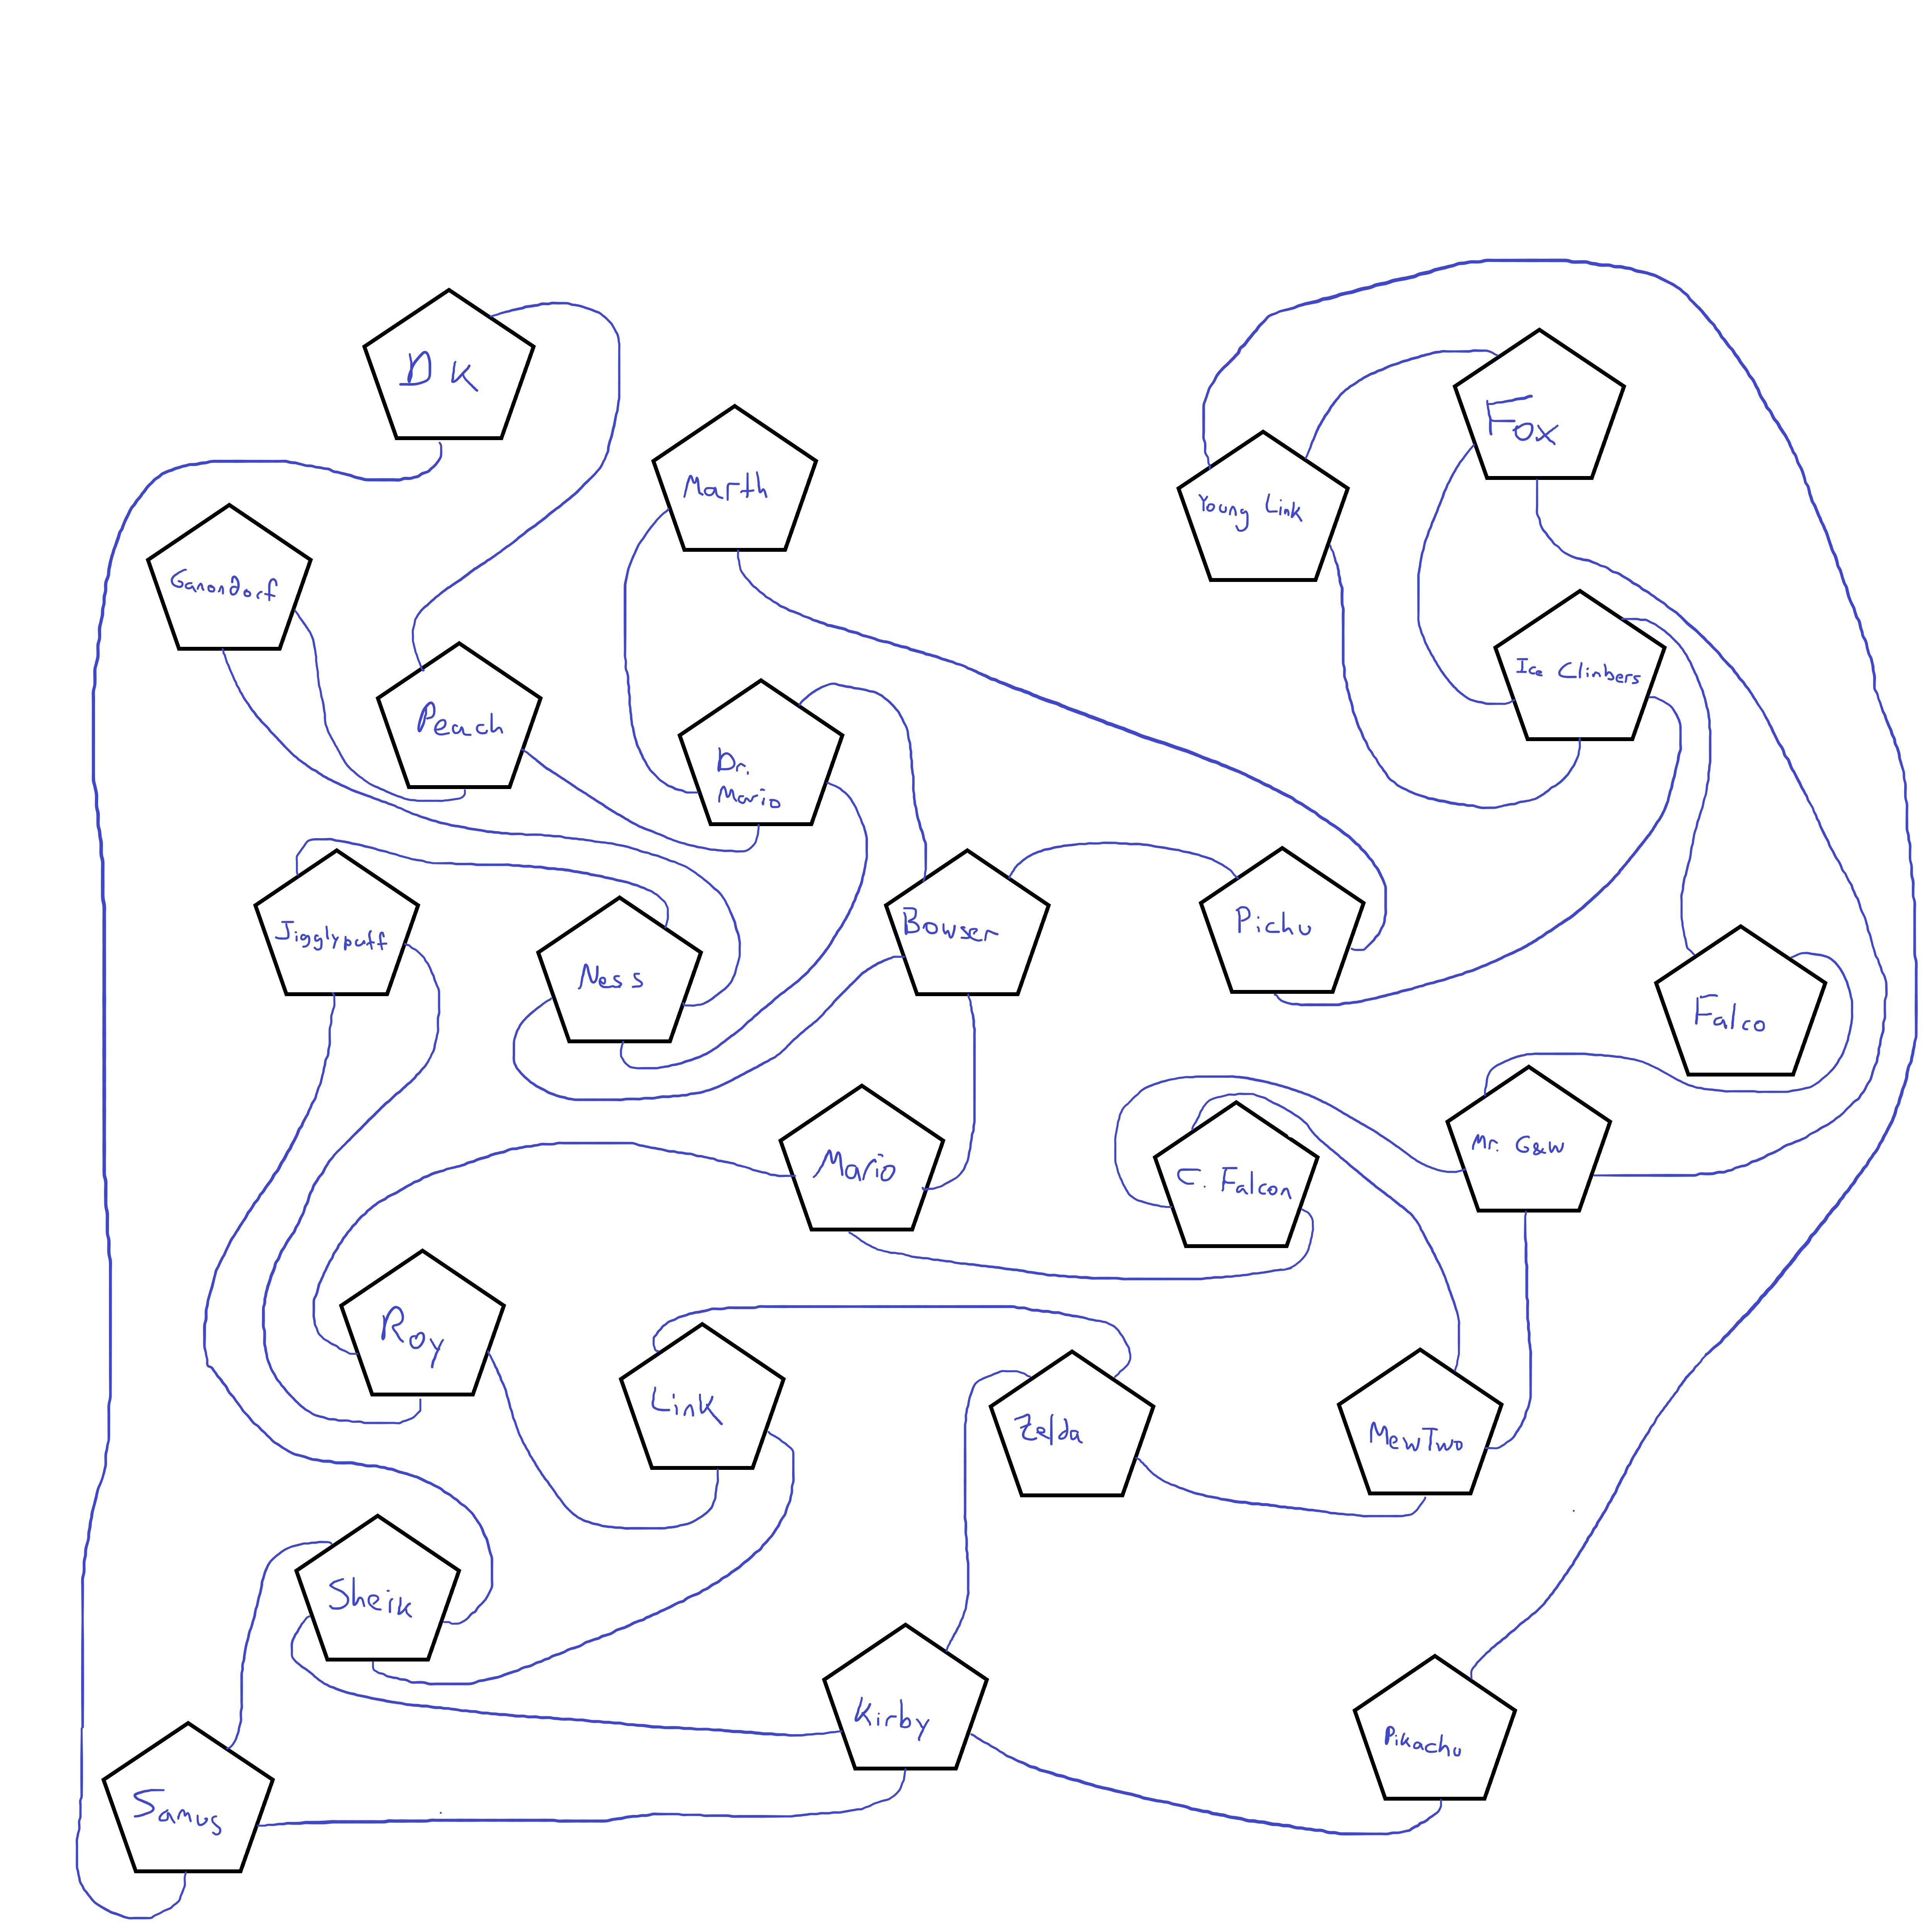 DK
Fox
Marth
Young Link
Ganondorf
Ice Climbers
Peach
Dr.
Mario
Jigglypuff
Bowser
Pichu
Ness
Falco
Mario
C. Falcon
Mr. G&W
Roy
Link
Zelda
MewTwo
Sheik
Kirby
Pikachu
Samus